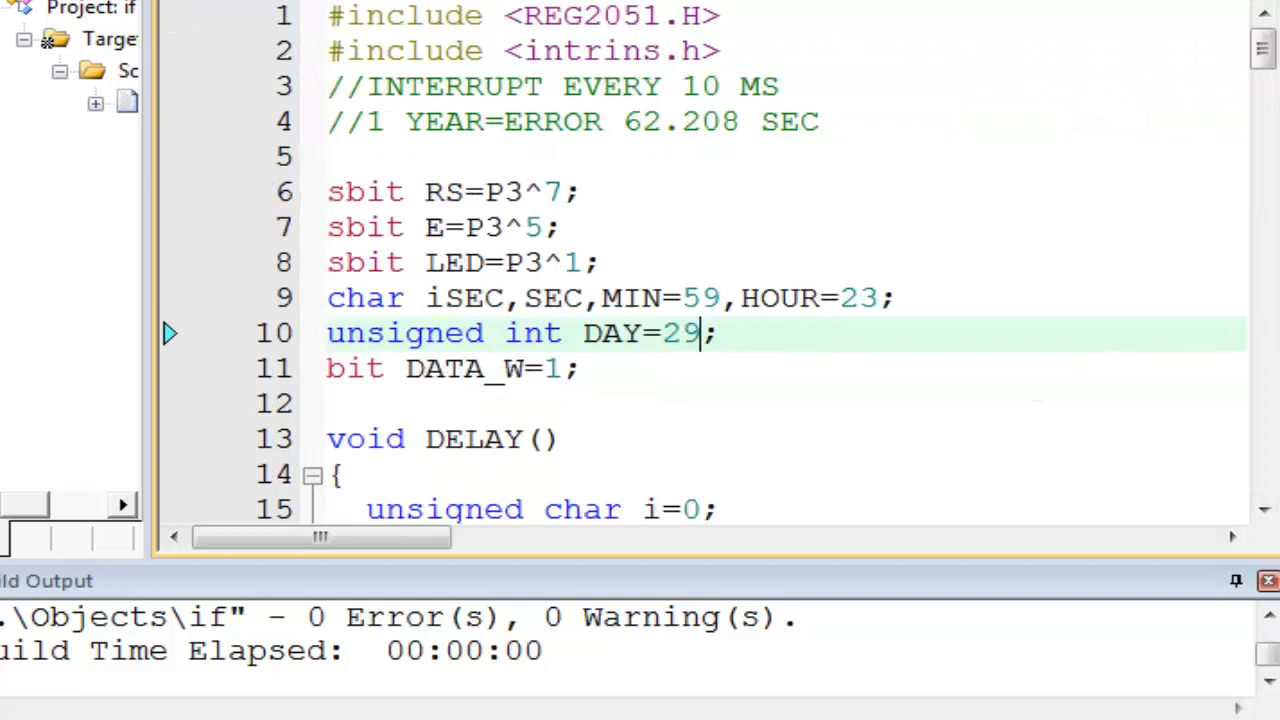 Project: if
Targe
Sc
1 #include <REG2051.H>
2 #include <intrins.h>
3 //INTERRUPT EVERY 10 MS
4 //1 YEAR=ERROR 62.208 SEC
5
6 sbit RS=P3^7;
7 sbit E=P3^5;
8 sbit LED=P3^1;
9 char iSEC,SEC,MIN=59,HOUR=23;
10 unsigned int DAY=29;
11 bit DATA_W=1;
12
13 void DELAY()
14 {
15 unsigned char i=0;
ild Output
.\Objects\if" - 0 Error(s), 0 Warning(s).
uild Time Elapsed: 00:00:00